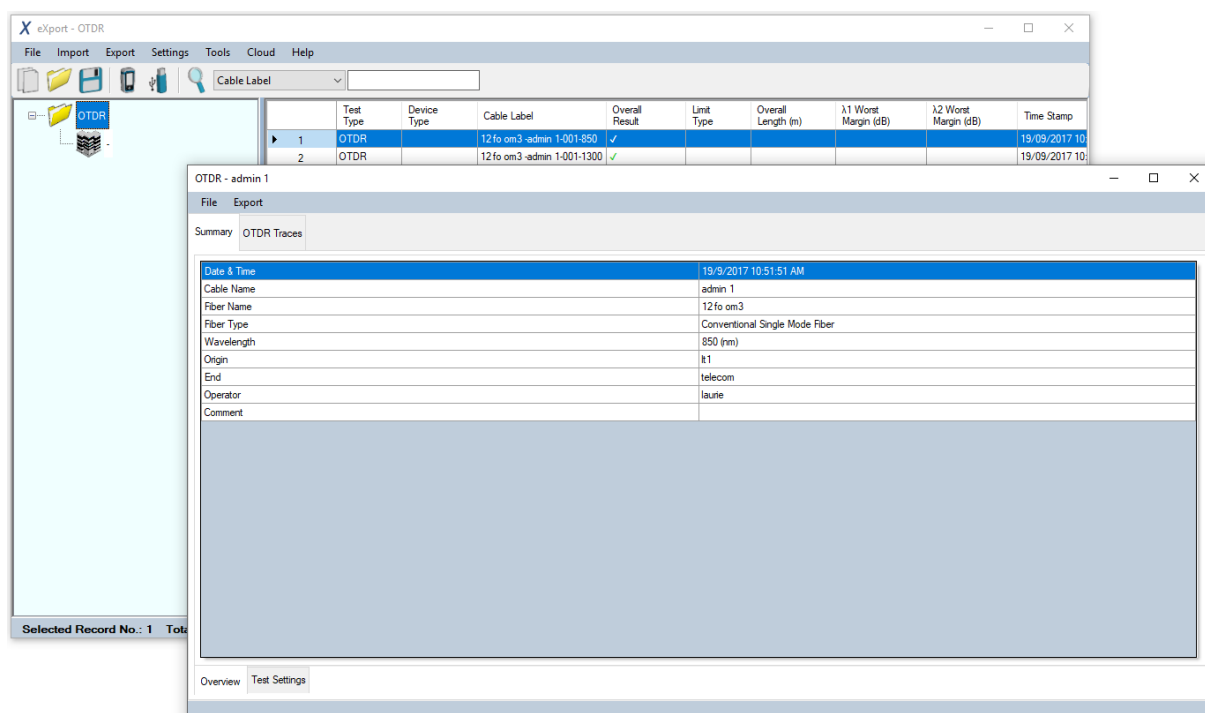 X eXport - OTDR
File Import Export Settings Tools Cloud Help
Cable Label
OTDR
-
Test Type Device Type Cable Label Overall Result Limit Type Overall Length (m) λ1 Worst Margin (dB) λ2 Worst Margin (dB) Time Stamp
1 OTDR 12 fo om3 -admin 1-001-850 ✓ 19/09/2017 10:
2 OTDR 12 fo om3 -admin 1-001-1300 ✓ 19/09/2017 10:
OTDR - admin 1
File Export
Summary OTDR Traces
Date & Time 19/9/2017 10:51:51 AM
Cable Name admin 1
Fiber Name 12 fo om3
Fiber Type Conventional Single Mode Fiber
Wavelength 850 (nm)
Origin lt1
End telecom
Operator laurie
Comment
Selected Record No.: 1
Overview Test Settings